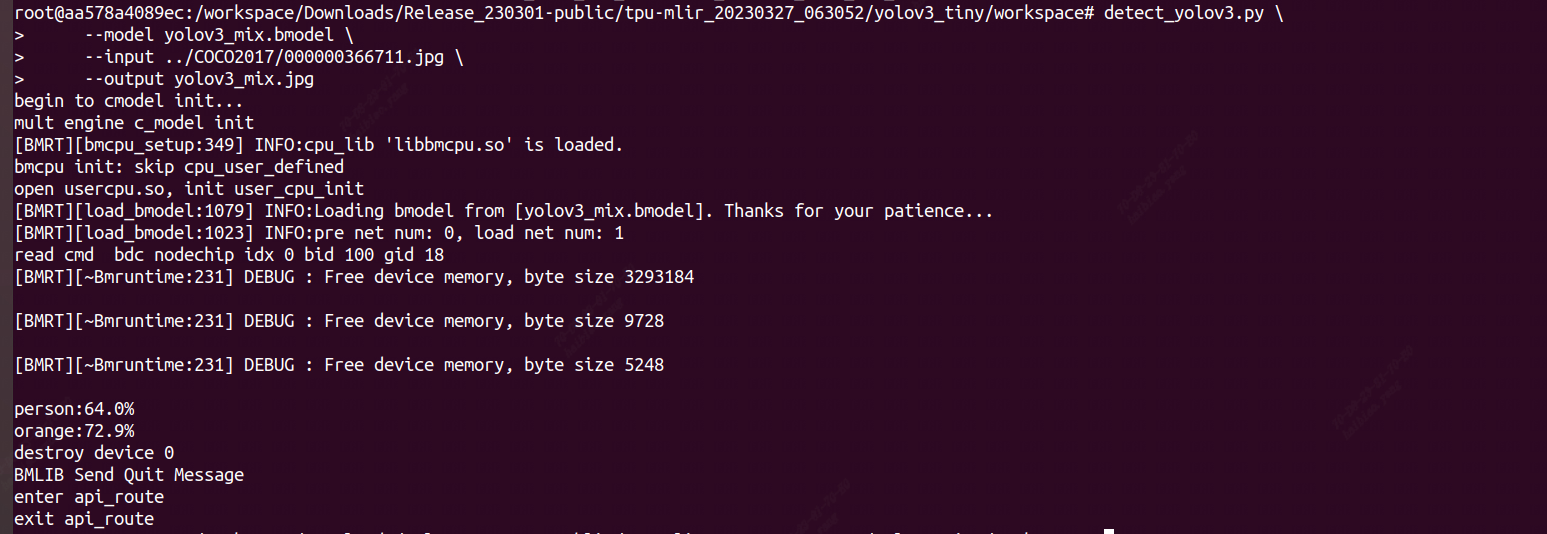 root@aa578a4089ec:/workspace/Downloads/Release_230301-public/tpu-mlir_20230327_063052/yolov3_tiny/workspace# detect_yolov3.py \
>      --model yolov3_mix.bmodel \
>      --input ../COCO2017/000000366711.jpg \
>      --output yolov3_mix.jpg
begin to cmodel init...
mult engine c_model init
[BMRT][bmcpu_setup:349] INFO:cpu_lib 'libbmcpu.so' is loaded.
bmcpu init: skip cpu_user_defined
open usercpu.so, init user_cpu_init
[BMRT][load_bmodel:1079] INFO:Loading bmodel from [yolov3_mix.bmodel]. Thanks for your patience...
[BMRT][load_bmodel:1023] INFO:pre net num: 0, load net num: 1
read cmd  bdc nodechip idx 0 bid 100 gid 18
[BMRT][~Bmruntime:231] DEBUG : Free device memory, byte size 3293184
[BMRT][~Bmruntime:231] DEBUG : Free device memory, byte size 9728
[BMRT][~Bmruntime:231] DEBUG : Free device memory, byte size 5248
person:64.0%
orange:72.9%
destroy device 0
BMLIB Send Quit Message
enter api_route
exit api_route